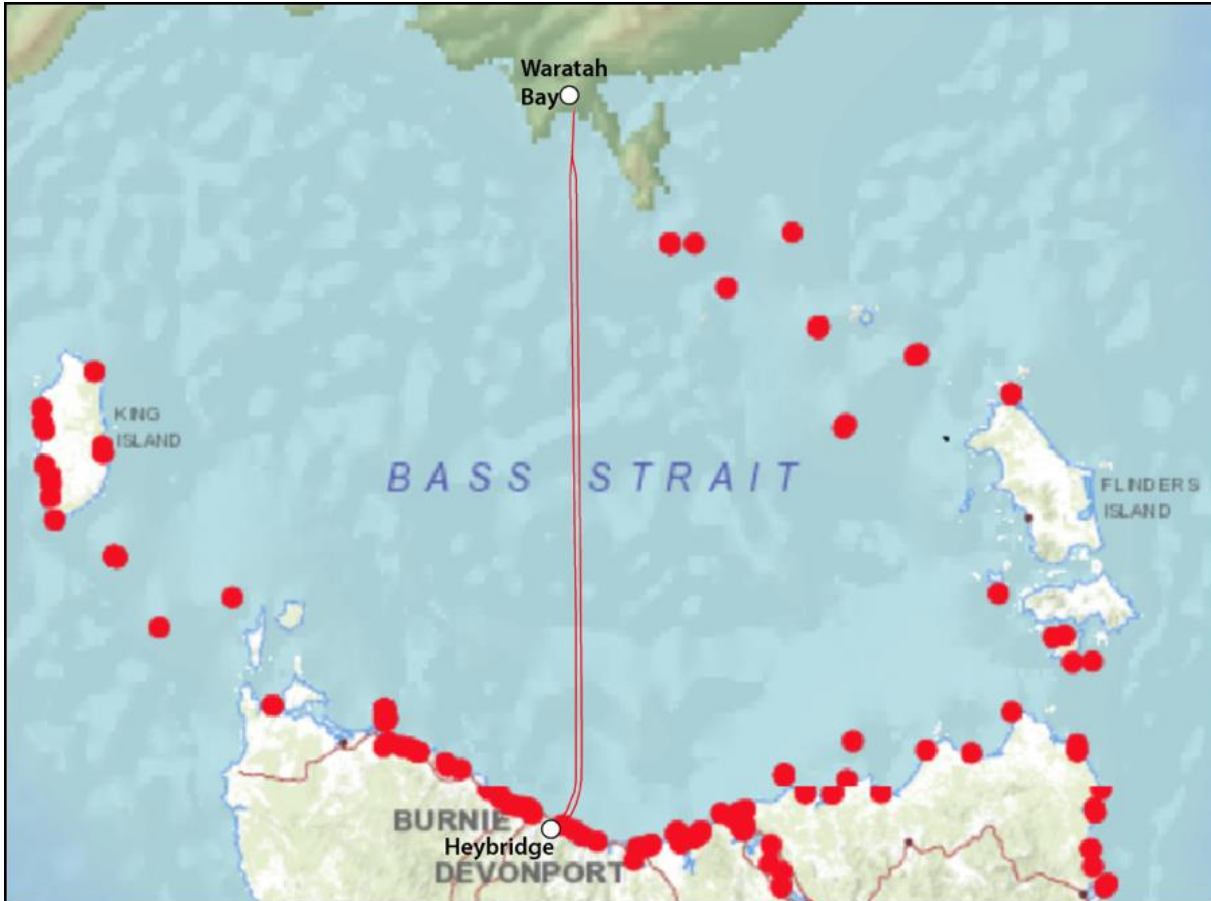 Waratah
Bay
KING
ISLAND
BASS STRAIT
FLINDERS
ISLAND
BURNIE
Heybridge
DEVONPORT